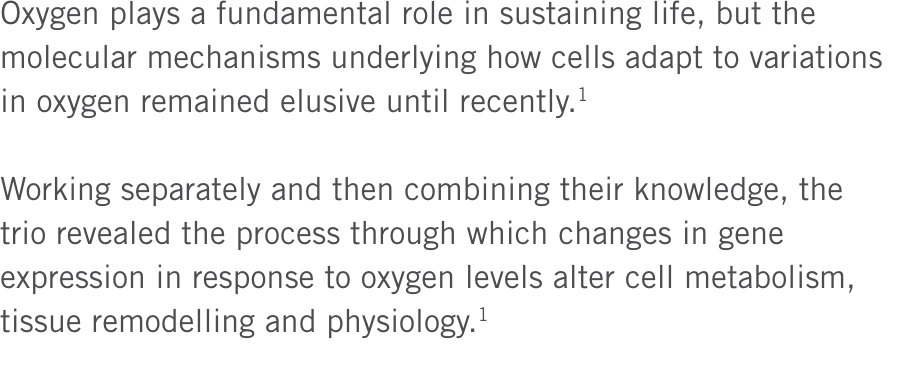 Oxygen plays a fundamental role in sustaining life, but the
molecular mechanisms underlying how cells adapt to variations
in oxygen remained elusive until recently.¹
Working separately and then combining their knowledge, the
trio revealed the process through which changes in gene
expression in response to oxygen levels alter cell metabolism,
tissue remodelling and physiology.¹